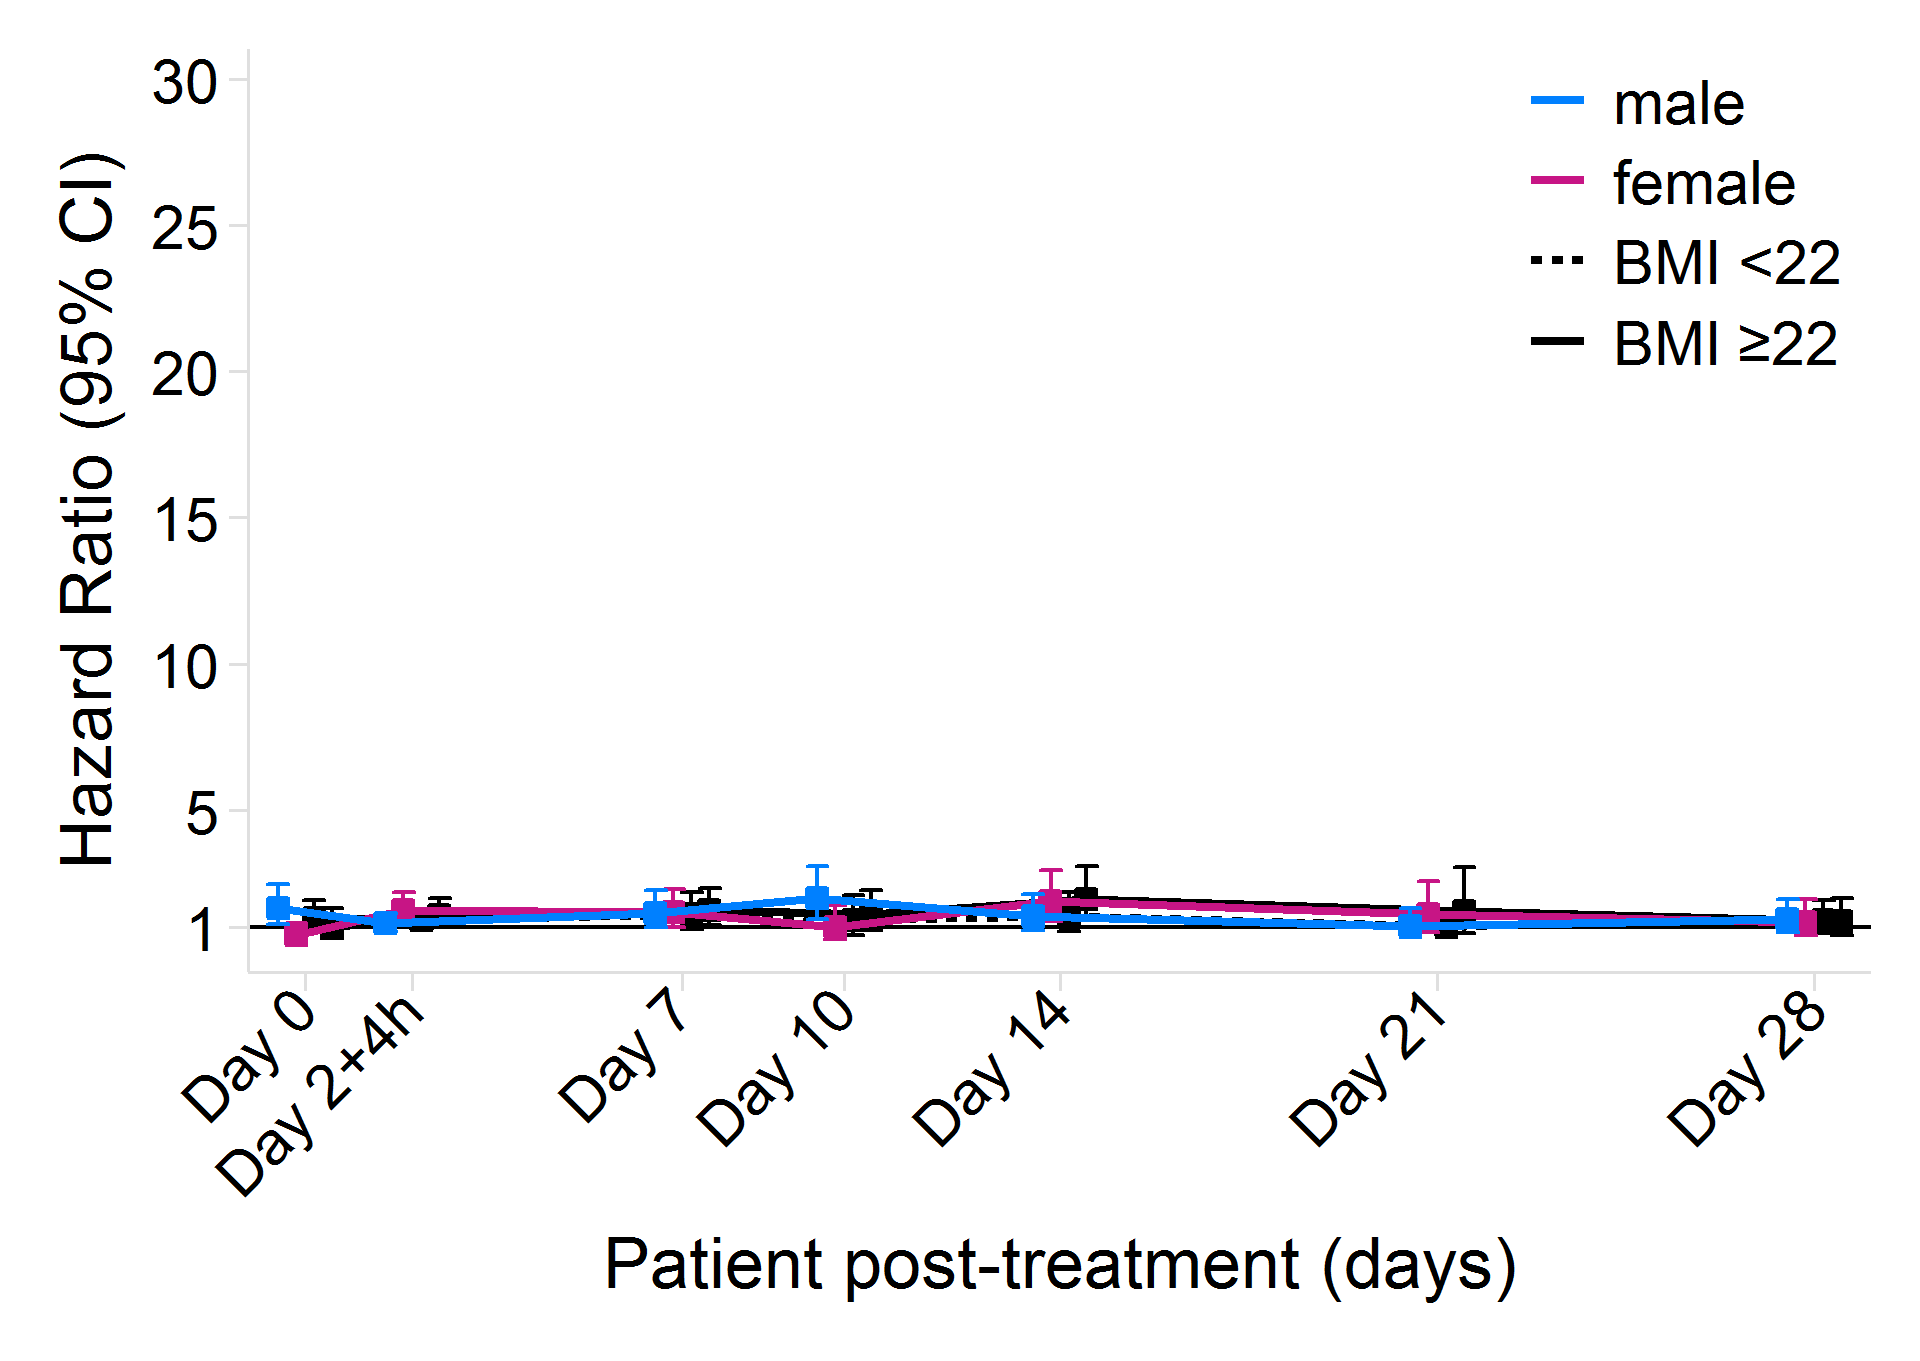 Hazard Ratio (95% CI)
30
25
20
15
10
5
1
male
female
BMI <22
BMI ≥22
Day 0
Day 2+4h
Day 7
Day 10
Day 14
Day 21
Day 28
Patient post-treatment (days)